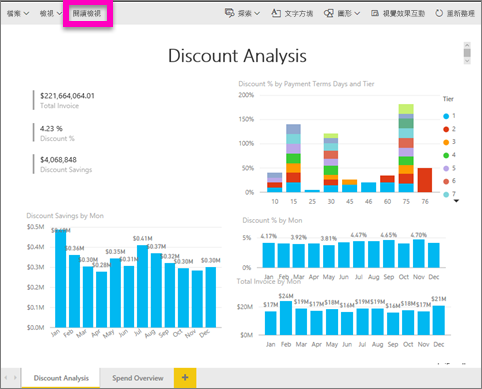 檔案 檢視 閱讀檢視 探索 文字方塊 圖形 視覺效果互動 重新整理
Discount Analysis
$221,664,064.01
Total Invoice
4.23 %
Discount %
$4,068,848
Discount Savings
Discount % by Payment Terms Days and Tier
200%
150%
100%
50%
0%
10 15 25 30 45 46 60 75 76
Tier
1
2
3
4
5
6
7
Discount Savings by Mon
$0.5M
$0.4M
$0.3M
$0.2M
$0.1M
$0.0M
$0.36M $0.30M $0.28M $0.35M $0.31M $0.41M $0.37M $0.32M $0.30M $0.30M
Jan Feb Mar Apr May Jun July Aug Sep Oct Nov Dec
Discount % by Mon
5%
0%
4.17% 3.92% 3.81% 4.47% 4.65% 4.70%
Jan Feb Mar Apr May Jun July Aug Sep Oct Nov Dec
Total Invoice by Mon
$20M
$0M
$17M $24M $19M $17M $18M $16M $19M $19M $16M $18M $17M $21M
Jan Feb Mar Apr May Jun July Aug Sep Oct Nov Dec
Discount Analysis Spend Overview +